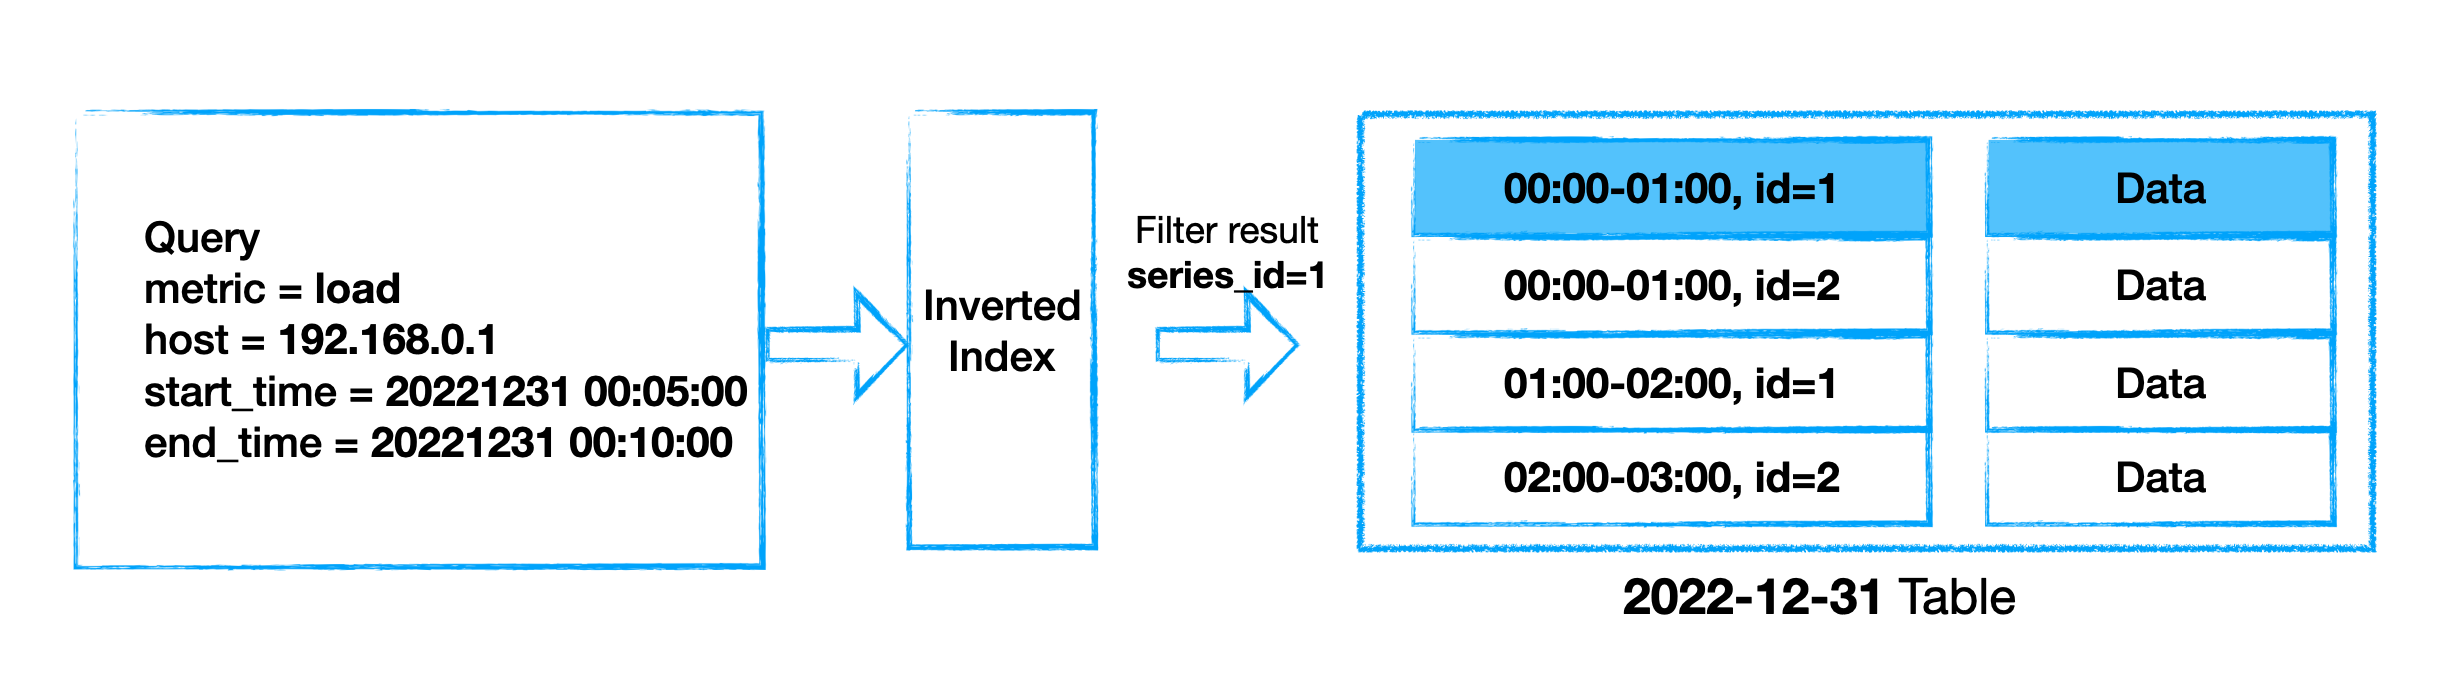 Query
metric = load
host = 192.168.0.1
start_time = 20221231 00:05:00
end_time = 20221231 00:10:00
Inverted
Index
Filter result
series_id=1
00:00-01:00, id=1
Data
00:00-01:00, id=2
Data
01:00-02:00, id=1
Data
02:00-03:00, id=2
Data
2022-12-31 Table